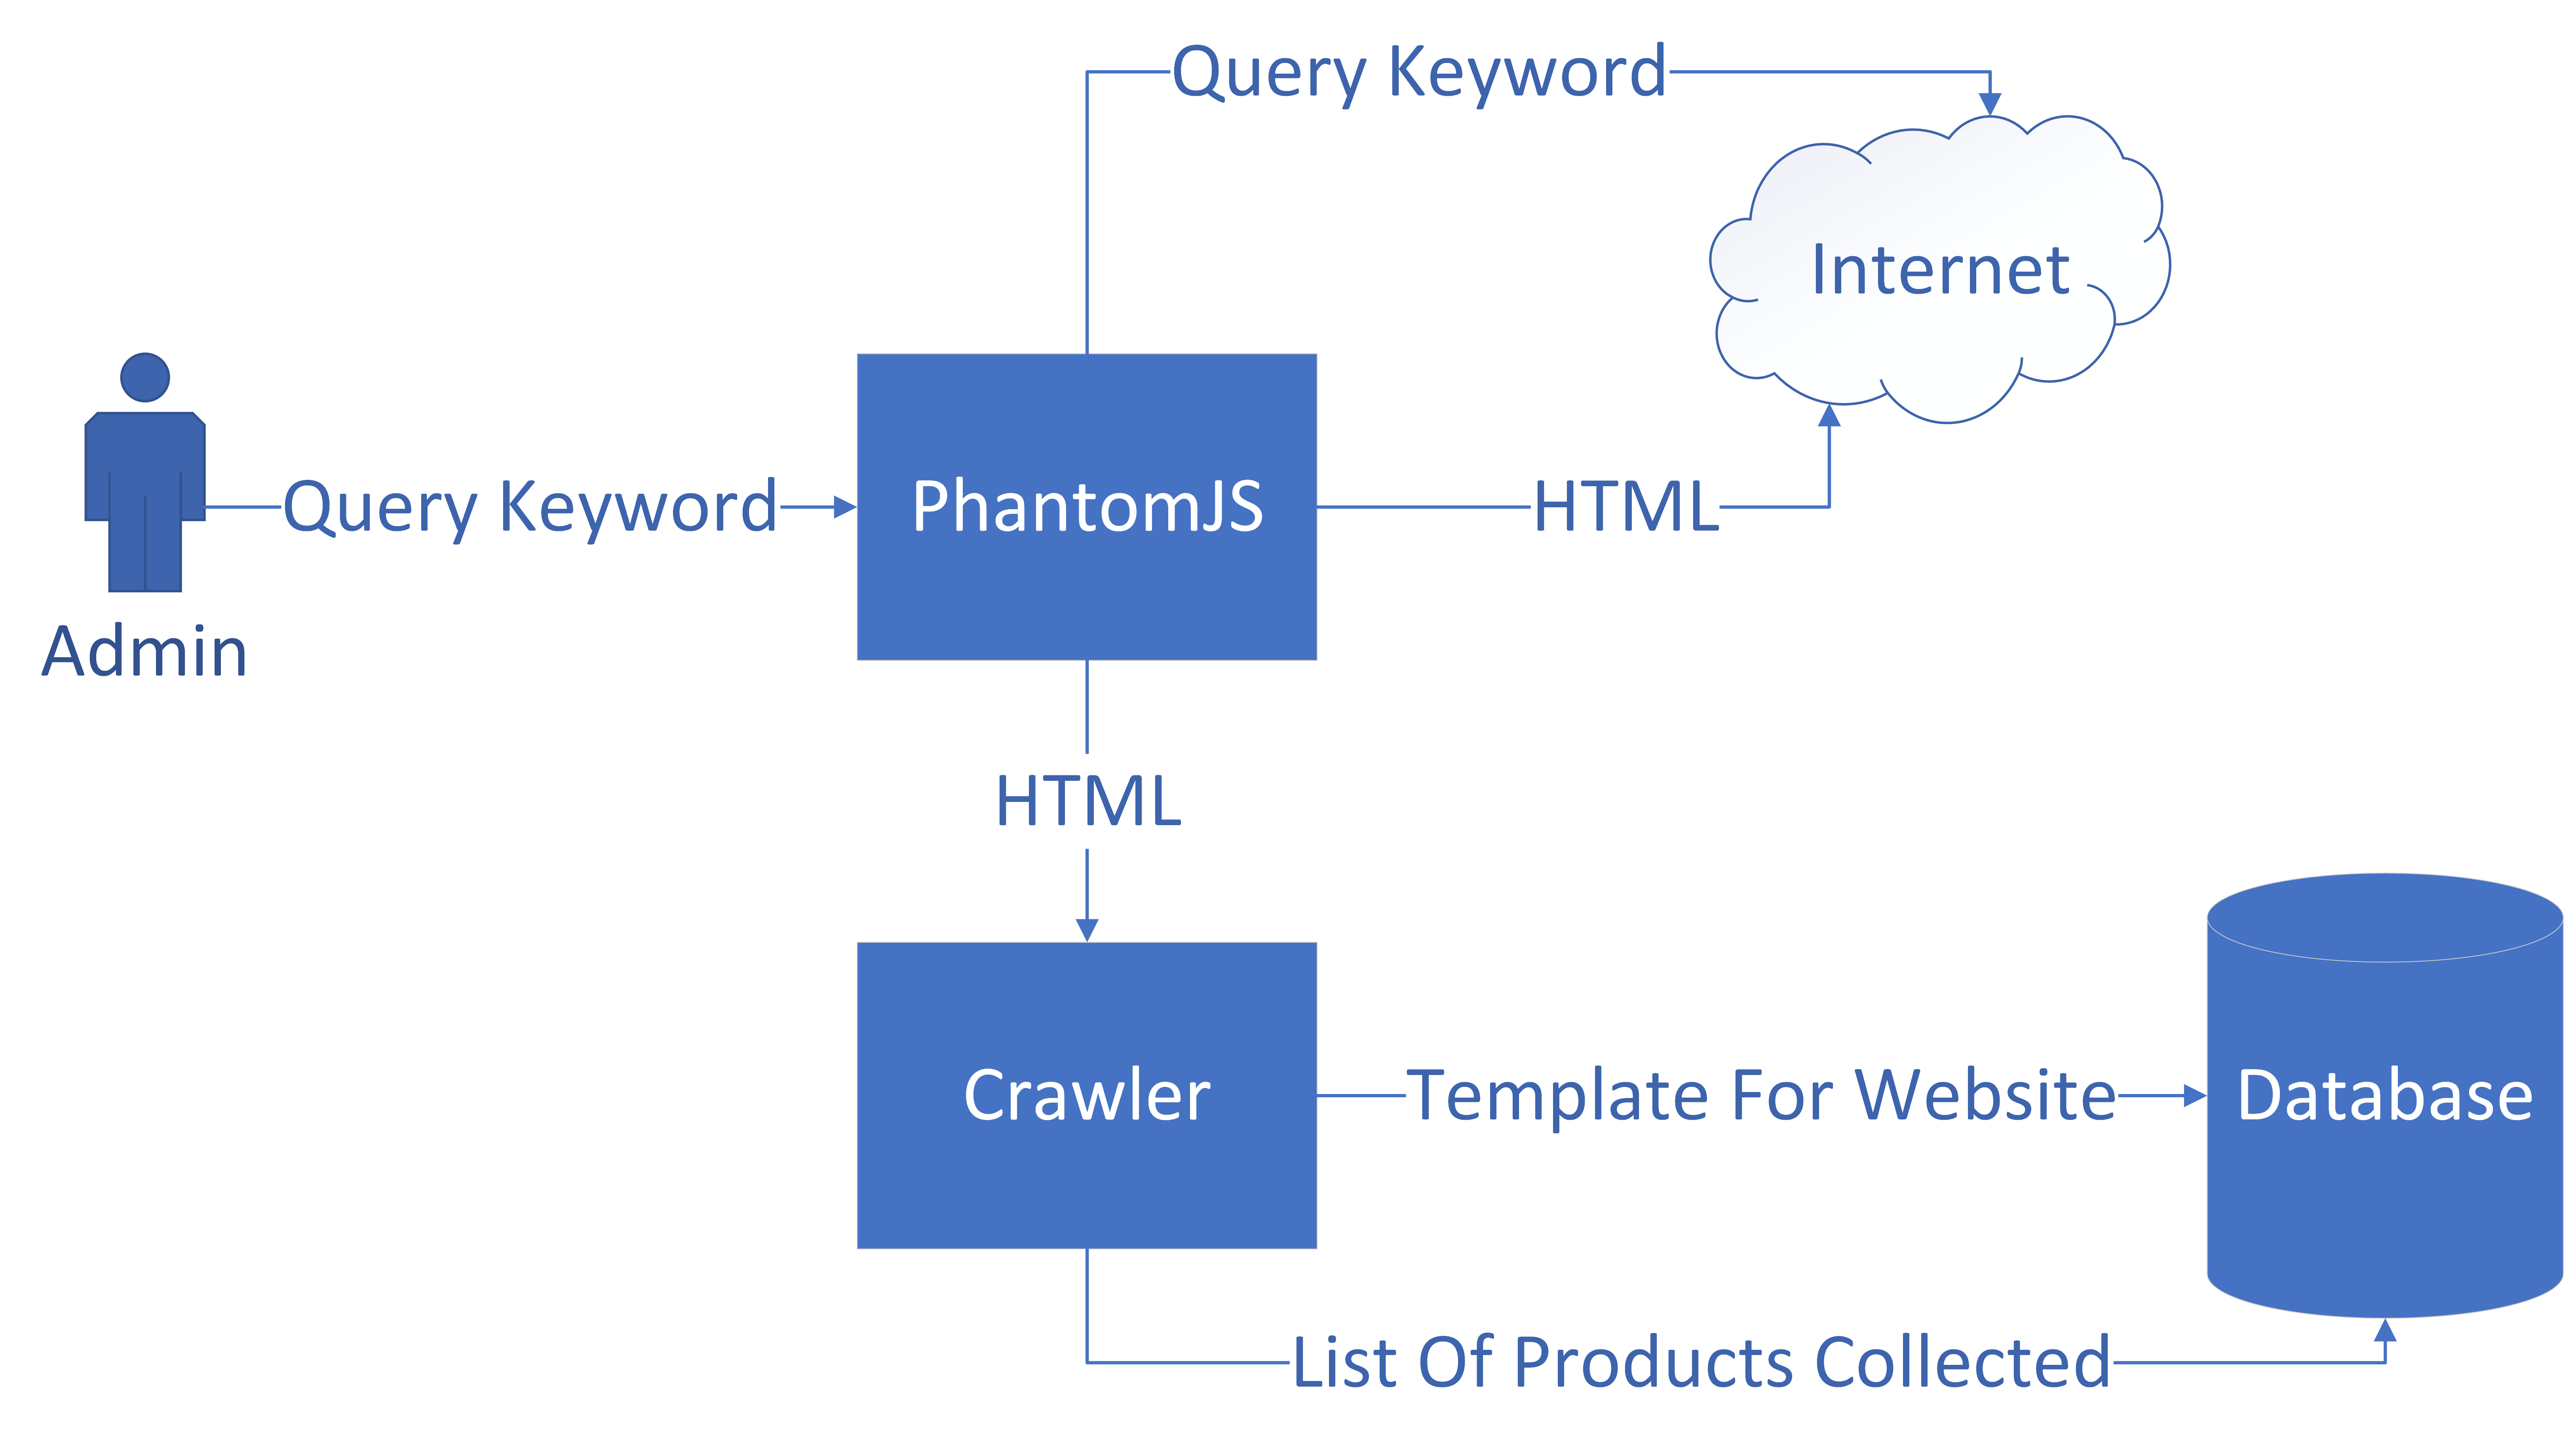 Query Keyword
Internet
Query Keyword
PhantomJS
HTML
Admin
HTML
Crawler
Template For Website
Database
List Of Products Collected